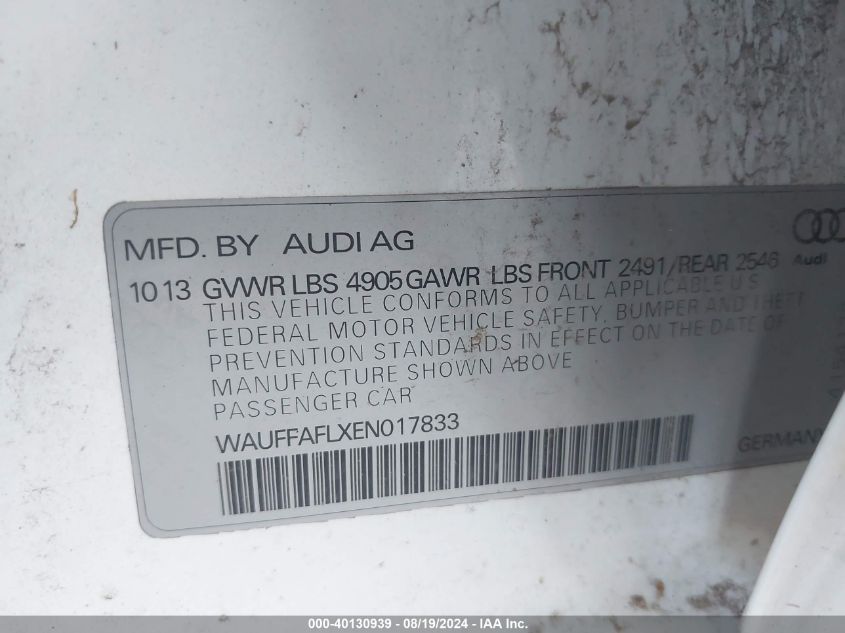 MFD. BY AUDI AG
1013 GVWR LBS 4905 GAWR LBS FRONT 2491/REAR 2546 Audi
THIS VEHICLE CONFORMS TO ALL APPLICABLE U S
FEDERAL MOTOR VEHICLE SAFETY, BUMPER AND THEFT
PREVENTION STANDARDS IN EFFECT ON THE DATE OF
MANUFACTURE SHOWN ABOVE
PASSENGER CAR
WAUFFAFLXEN017833
GERMANY
000-40130939 - 08/19/2024 - IAA Inc.